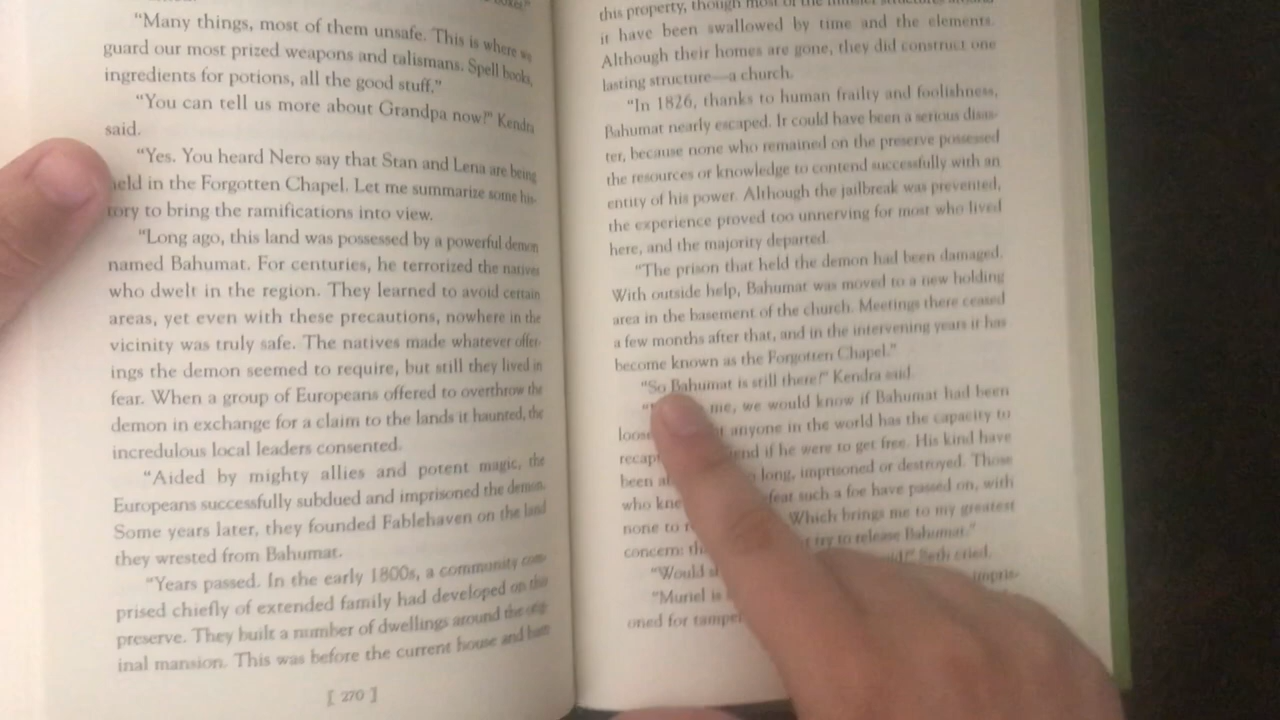 “Many things, most of them unsafe. This is where we
guard our most prized weapons and talismans. Spell books,
ingredients for potions, all the good stuff.”
“You can tell us more about Grandpa now?” Kendra
said.
“Yes. You heard Nero say that Stan and Lena are being
held in the Forgotten Chapel. Let me summarize some his-
tory to bring the ramifications into view.
“Long ago, this land was possessed by a powerful demon
named Bahumat. For centuries, he terrorized the natives
who dwelt in the region. They learned to avoid certain
areas, yet even with these precautions, nowhere in the
vicinity was truly safe. The natives made whatever offer-
ings the demon seemed to require, but still they lived in
fear. When a group of Europeans offered to overthrow the
demon in exchange for a claim to the lands it haunted, the
incredulous local leaders consented.
“Aided by mighty allies and potent magic, the
Europeans successfully subdued and imprisoned the demon.
Some years later, they founded Fablehaven on the land
they wrested from Bahumat.
“Years passed. In the early 1800s, a community com-
prised chiefly of extended family had developed on this
preserve. They built a number of dwellings around the orig-
inal mansion. This was before the current house and barn
[ 270 ]
this property, though most of the
it have been swallowed by time and the elements.
Although their homes are gone, they did construct one
lasting structure—a church.
“In 1826, thanks to human frailty and foolishness,
Bahumat nearly escaped. It could have been a serious disas-
ter, because none who remained on the preserve possessed
the resources or knowledge to contend successfully with an
entity of his power. Although the jailbreak was prevented,
the experience proved too unnerving for most who lived
here, and the majority departed.
“The prison that held the demon had been damaged.
With outside help, Bahumat was moved to a new holding
area in the basement of the church. Meetings there ceased
a few months after that, and in the intervening years it has
become known as the Forgotten Chapel.”
“So Bahumat is still there?” Kendra said.
me, we would know if Bahumat had been
anyone in the world has the capacity to
if he were to get free. His kind have
been long, imprisoned or destroyed. Those
who such a foe have passed on, with
none to Which brings me to my greatest
concern: try to release Bahumat.”
“Would Seth cried.
“Muriel is impris-
oned for